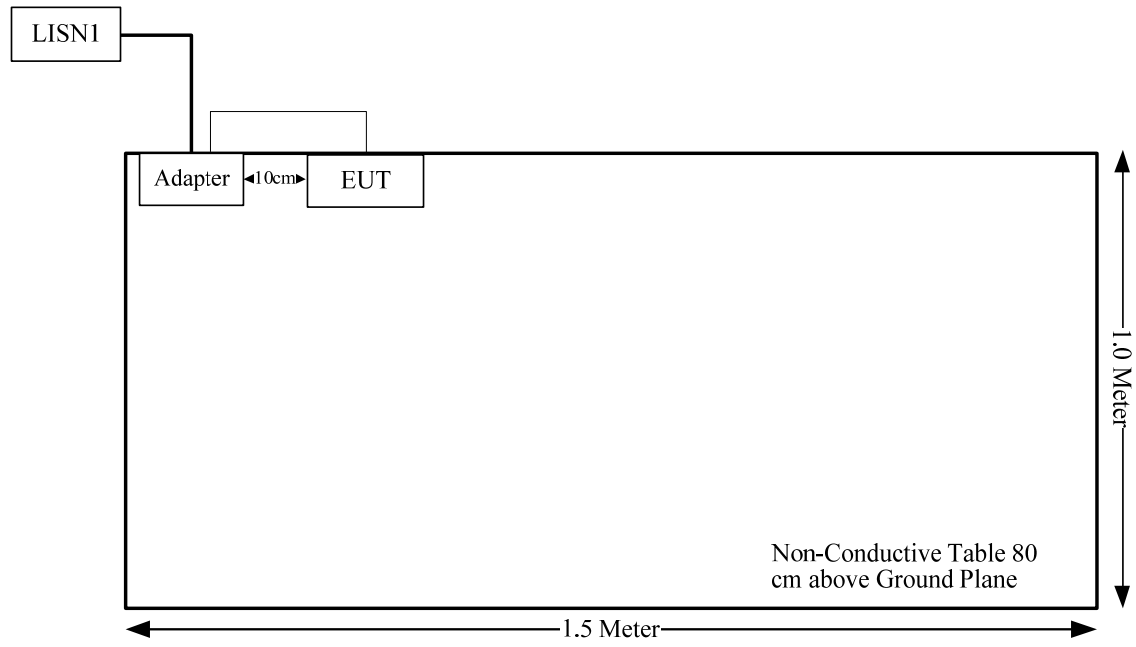 LISN1
Adapter
10cm
EUT
1.0 Meter
Non-Conductive Table 80
cm above Ground Plane
1.5 Meter